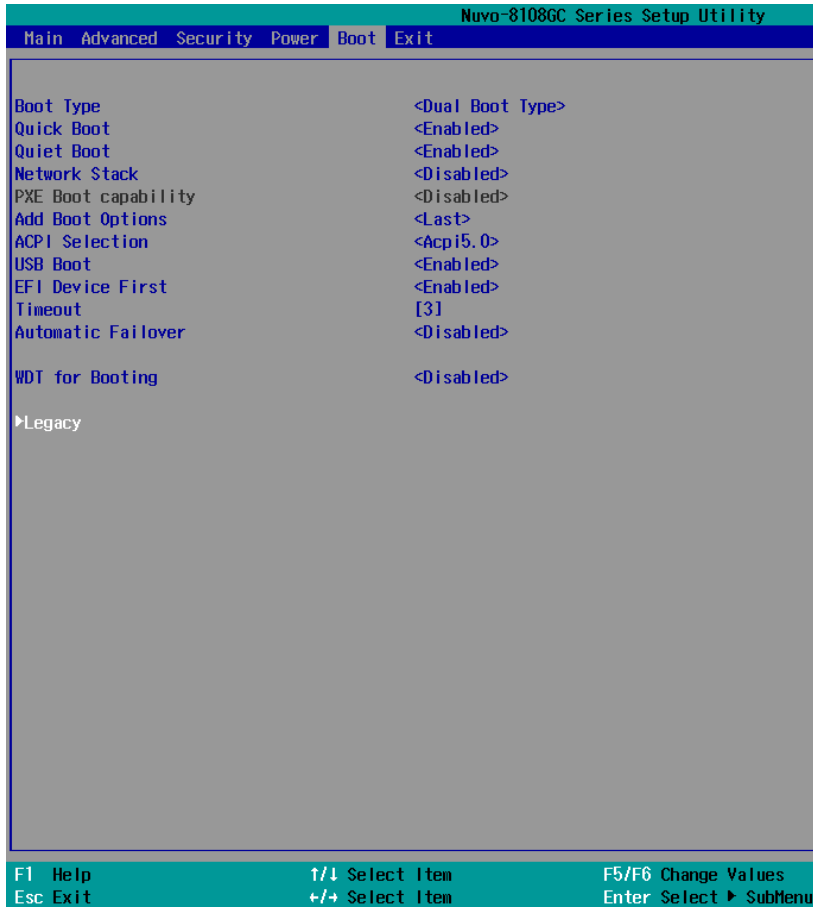 Nuvo-8108GC Series Setup Utility
Main Advanced Security Power Boot Exit
Boot Type <Dual Boot Type>
Quick Boot <Enabled>
Quiet Boot <Enabled>
Network Stack <Disabled>
PXE Boot capability <Disabled>
Add Boot Options <Last>
ACPI Selection <Acpi5.0>
USB Boot <Enabled>
EFI Device First <Enabled>
Timeout [3]
Automatic Failover <Disabled>
WDT for Booting <Disabled>
▶Legacy
F1 Help ↑/↓ Select Item F5/F6 Change Values
Esc Exit ←/→ Select Item Enter Select ▶ SubMenu